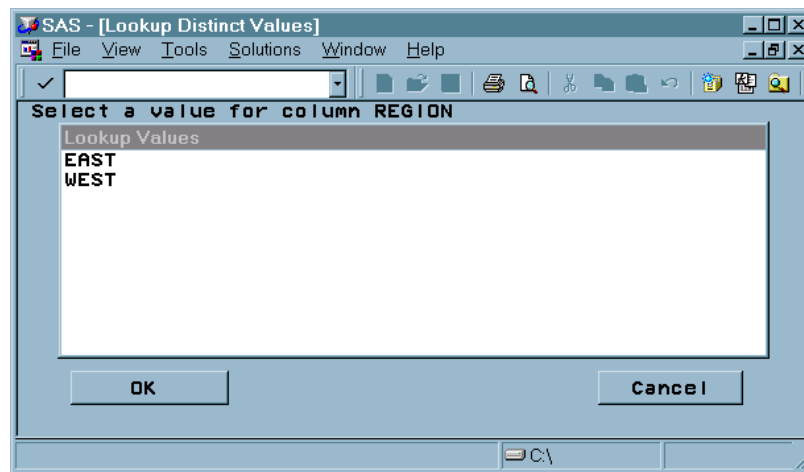 SAS - [Lookup Distinct Values]
File View Tools Solutions Window Help
Select a value for column REGION
Lookup Values
EAST
WEST
OK Cancel
C:\